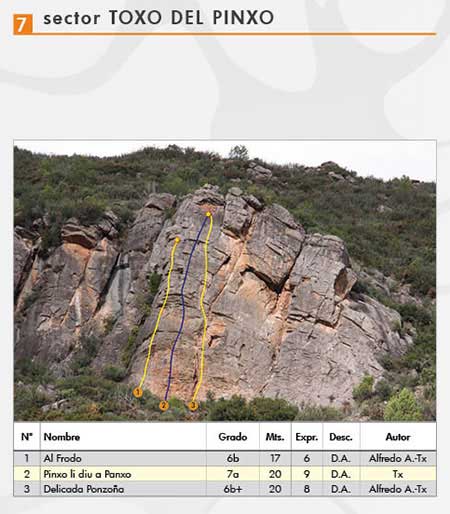 7 sector TOXO DEL PINXO
1 2 3
Nº Nombre Grado Mts. Expr. Desc. Autor
1 Al Frodo 6b 17 6 D.A. Alfredo A.-Tx
2 Pinxo li diu a Panxo 7a 20 9 D.A. Tx
3 Delicada Ponzoña 6b+ 20 8 D.A. Alfredo A.-Tx